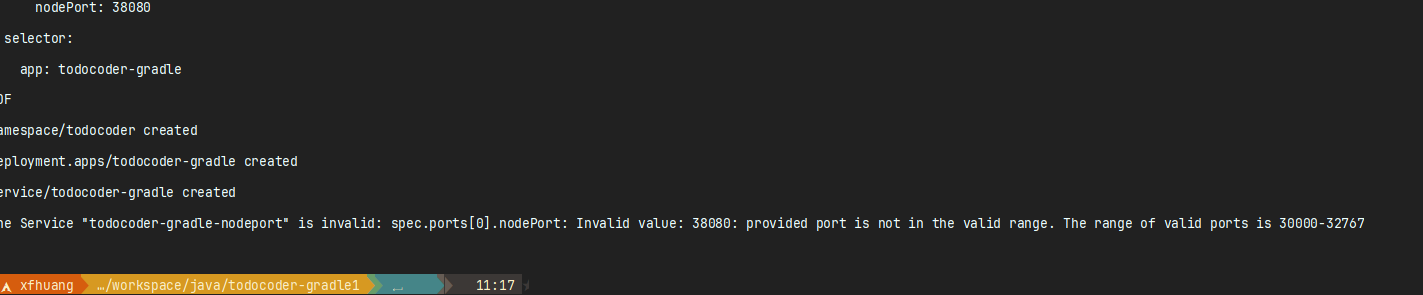 nodePort: 38080
selector:
app: todocoder-gradle
OF
amespace/todocoder created
eployment.apps/todocoder-gradle created
ervice/todocoder-gradle created
he Service "todocoder-gradle-nodeport" is invalid: spec.ports[0].nodePort: Invalid value: 38080: provided port is not in the valid range. The range of valid ports is 30000-32767
xfhuang …/workspace/java/todocoder-gradle1 11:17